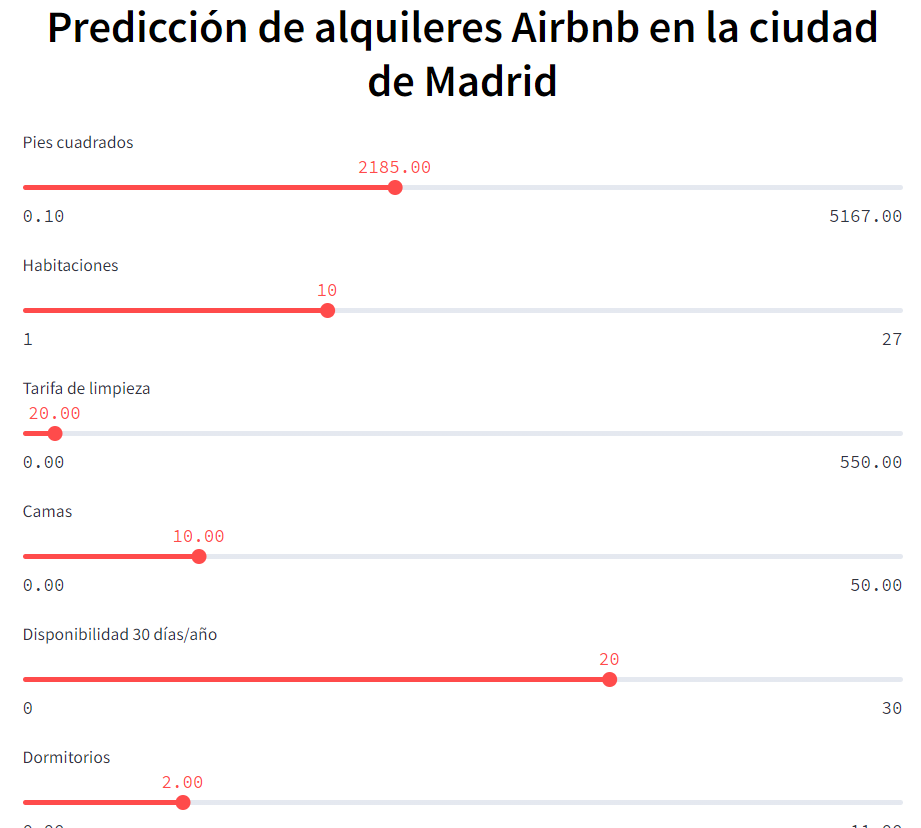 Predicción de alquileres Airbnb en la ciudad
de Madrid
Pies cuadrados
2185.00
0.10 5167.00
Habitaciones
10
1 27
Tarifa de limpieza
20.00
0.00 550.00
Camas
10.00
0.00 50.00
Disponibilidad 30 días/año
20
0 30
Dormitorios
2.00